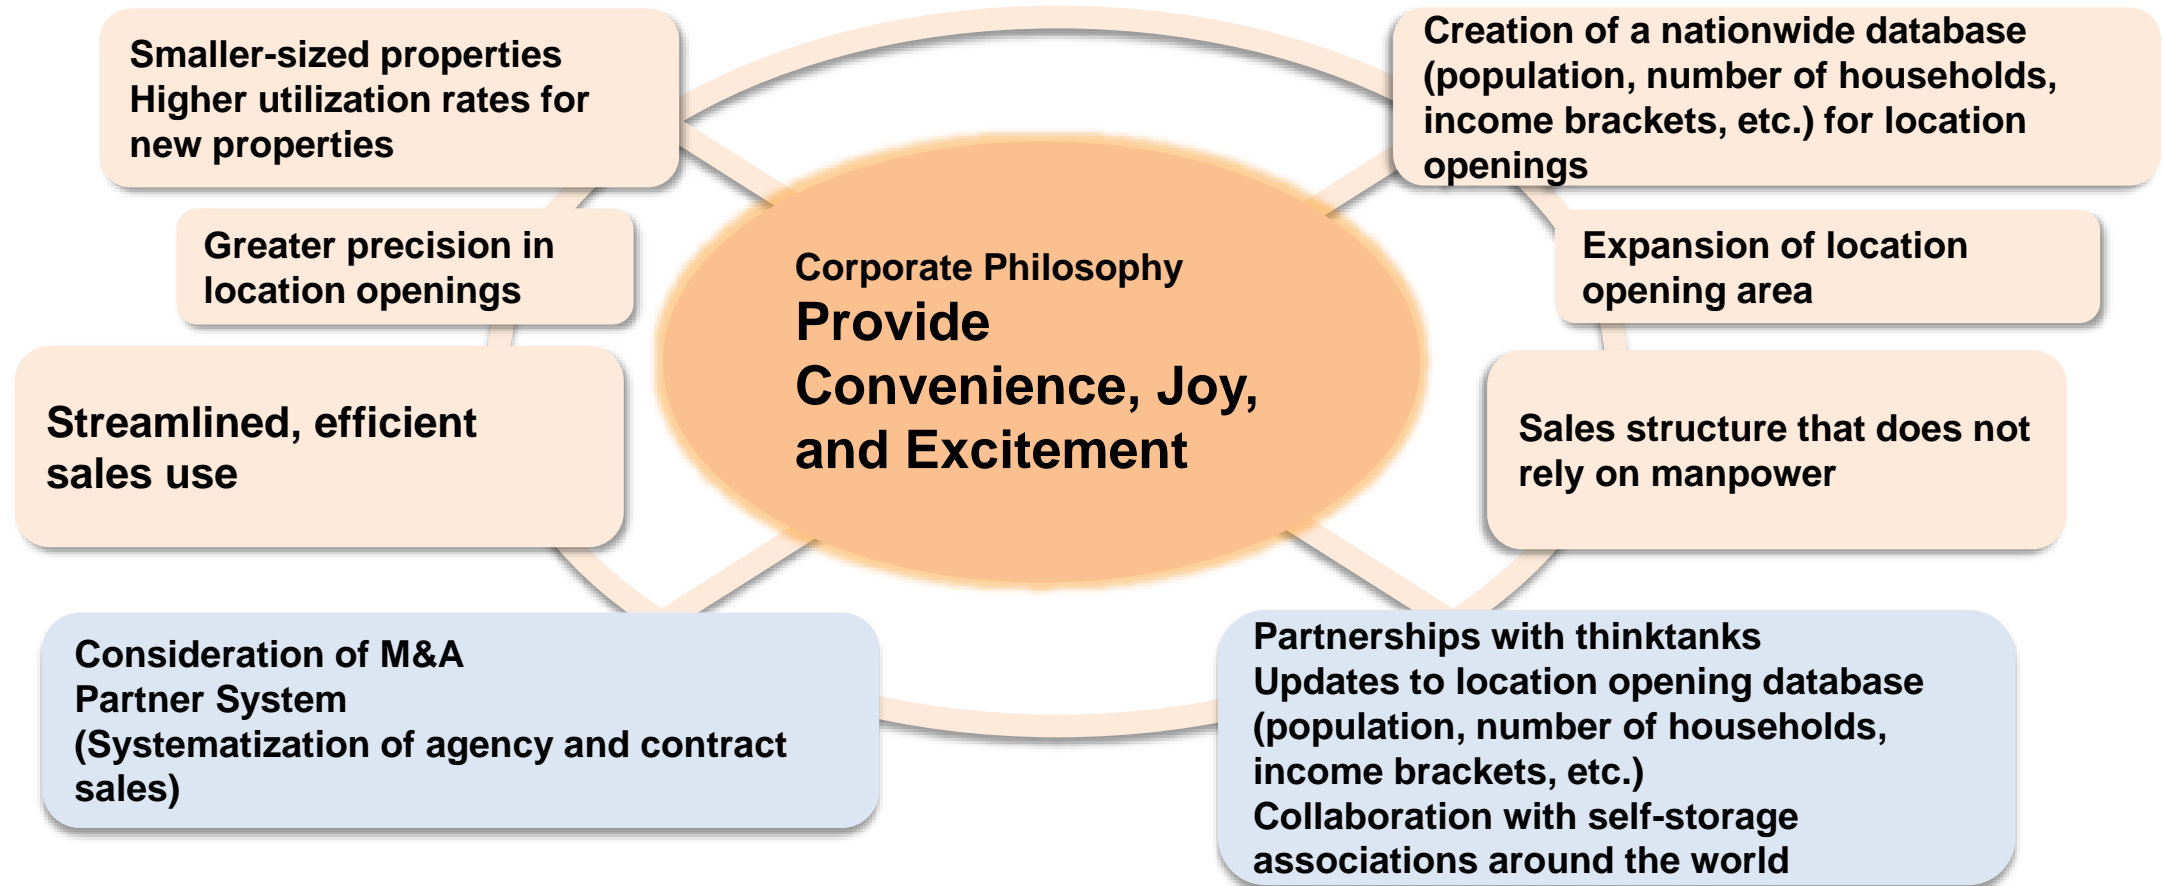 Smaller-sized properties
Higher utilization rates for
new properties
Creation of a nationwide database
(population, number of households,
income brackets, etc.) for location
openings
Greater precision in
location openings
Corporate Philosophy
Provide
Convenience, Joy,
and Excitement
Expansion of location
opening area
Streamlined, efficient
sales use
Sales structure that does not
rely on manpower
Consideration of M&A
Partner System
(Systematization of agency and contract
sales)
Partnerships with thinktanks
Updates to location opening database
(population, number of households,
income brackets, etc.)
Collaboration with self-storage
associations around the world